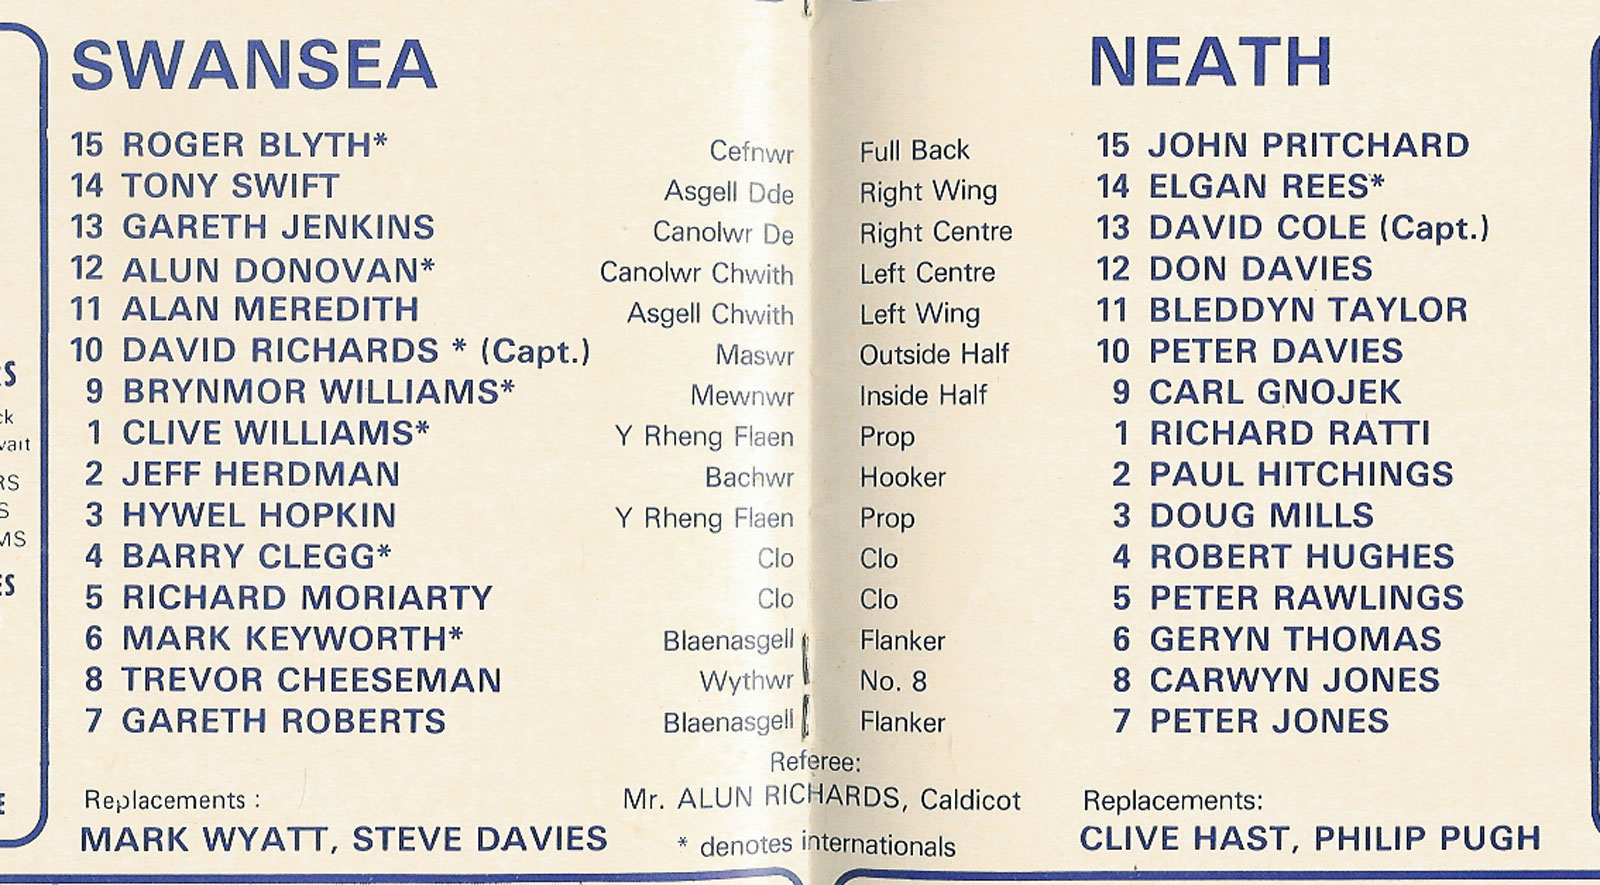 SWANSEA NEATH
15 ROGER BLYTH* Cefnwr Full Back 15 JOHN PRITCHARD
14 TONY SWIFT Asgell Dde Right Wing 14 ELGAN REES*
13 GARETH JENKINS Canolwr De Right Centre 13 DAVID COLE (Capt.)
12 ALUN DONOVAN* Canolwr Chwith Left Centre 12 DON DAVIES
11 ALAN MEREDITH Asgell Chwith Left Wing 11 BLEDDYN TAYLOR
10 DAVID RICHARDS * (Capt.) Maswr Outside Half 10 PETER DAVIES
9 BRYNMOR WILLIAMS* Mewnwr Inside Half 9 CARL GNOJEK
1 CLIVE WILLIAMS* Y Rheng Flaen Prop 1 RICHARD RATTI
2 JEFF HERDMAN Bachwr Hooker 2 PAUL HITCHINGS
3 HYWEL HOPKIN Y Rheng Flaen Prop 3 DOUG MILLS
4 BARRY CLEGG* Clo Clo 4 ROBERT HUGHES
5 RICHARD MORIARTY Clo Clo 5 PETER RAWLINGS
6 MARK KEYWORTH* Blaenasgell Flanker 6 GERYN THOMAS
8 TREVOR CHEESEMAN Wythwr No. 8 8 CARWYN JONES
7 GARETH ROBERTS Blaenasgell Flanker 7 PETER JONES
Referee:
Replacements : Mr. ALUN RICHARDS, Caldicot Replacements:
MARK WYATT, STEVE DAVIES * denotes internationals CLIVE HAST, PHILIP PUGH